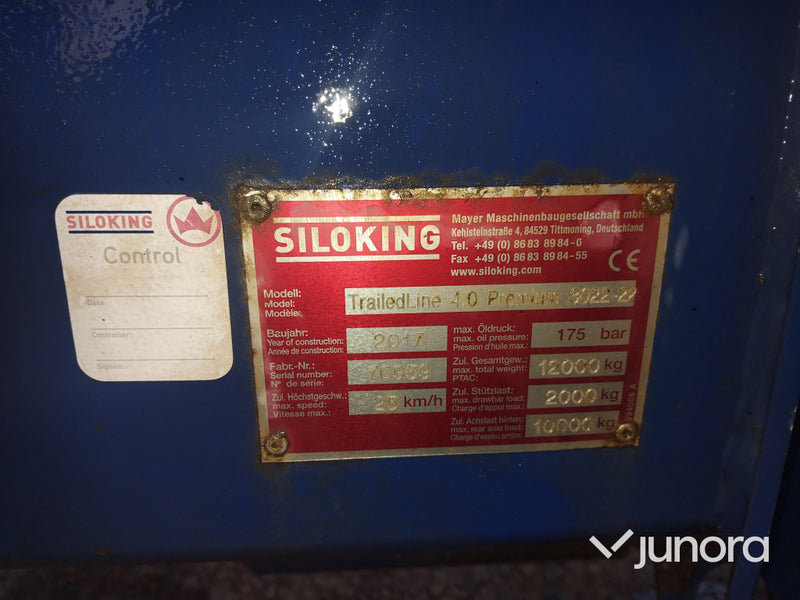 SILOKING
Control
Date:
Controller:
Signed:
SILOKING
Mayer Maschinenbaugesellschaft mbH
Kehlsteinstraße 4, 84529 Tittmoning, Deutschland
Tel. +49 (0) 86 83 89 84-0
Fax +49 (0) 86 83 89 84-55
www.siloking.com
CE
Modell:
Model:
Modèle:
TrailedLine 4.0 Premium 3022-22
Baujahr:
Year of construction:
Année de construction:
2017
Fabr.-Nr.:
Serial number:
N° de série:
Zul. Höchstgeschw.:
max. speed:
Vitesse max.:
25 km/h
max. Öldruck:
max. oil pressure:
Pression d'huile max.:
175 bar
Zul. Gesamtgew.:
max. total weight:
PTAC:
12000 kg
Zul. Stützlast:
max. drawbar load:
Charge d'appui max.:
2000 kg
Zul. Achslast hinten:
max. rear axle load:
Charge d'essieu arrière:
10000 kg
junora